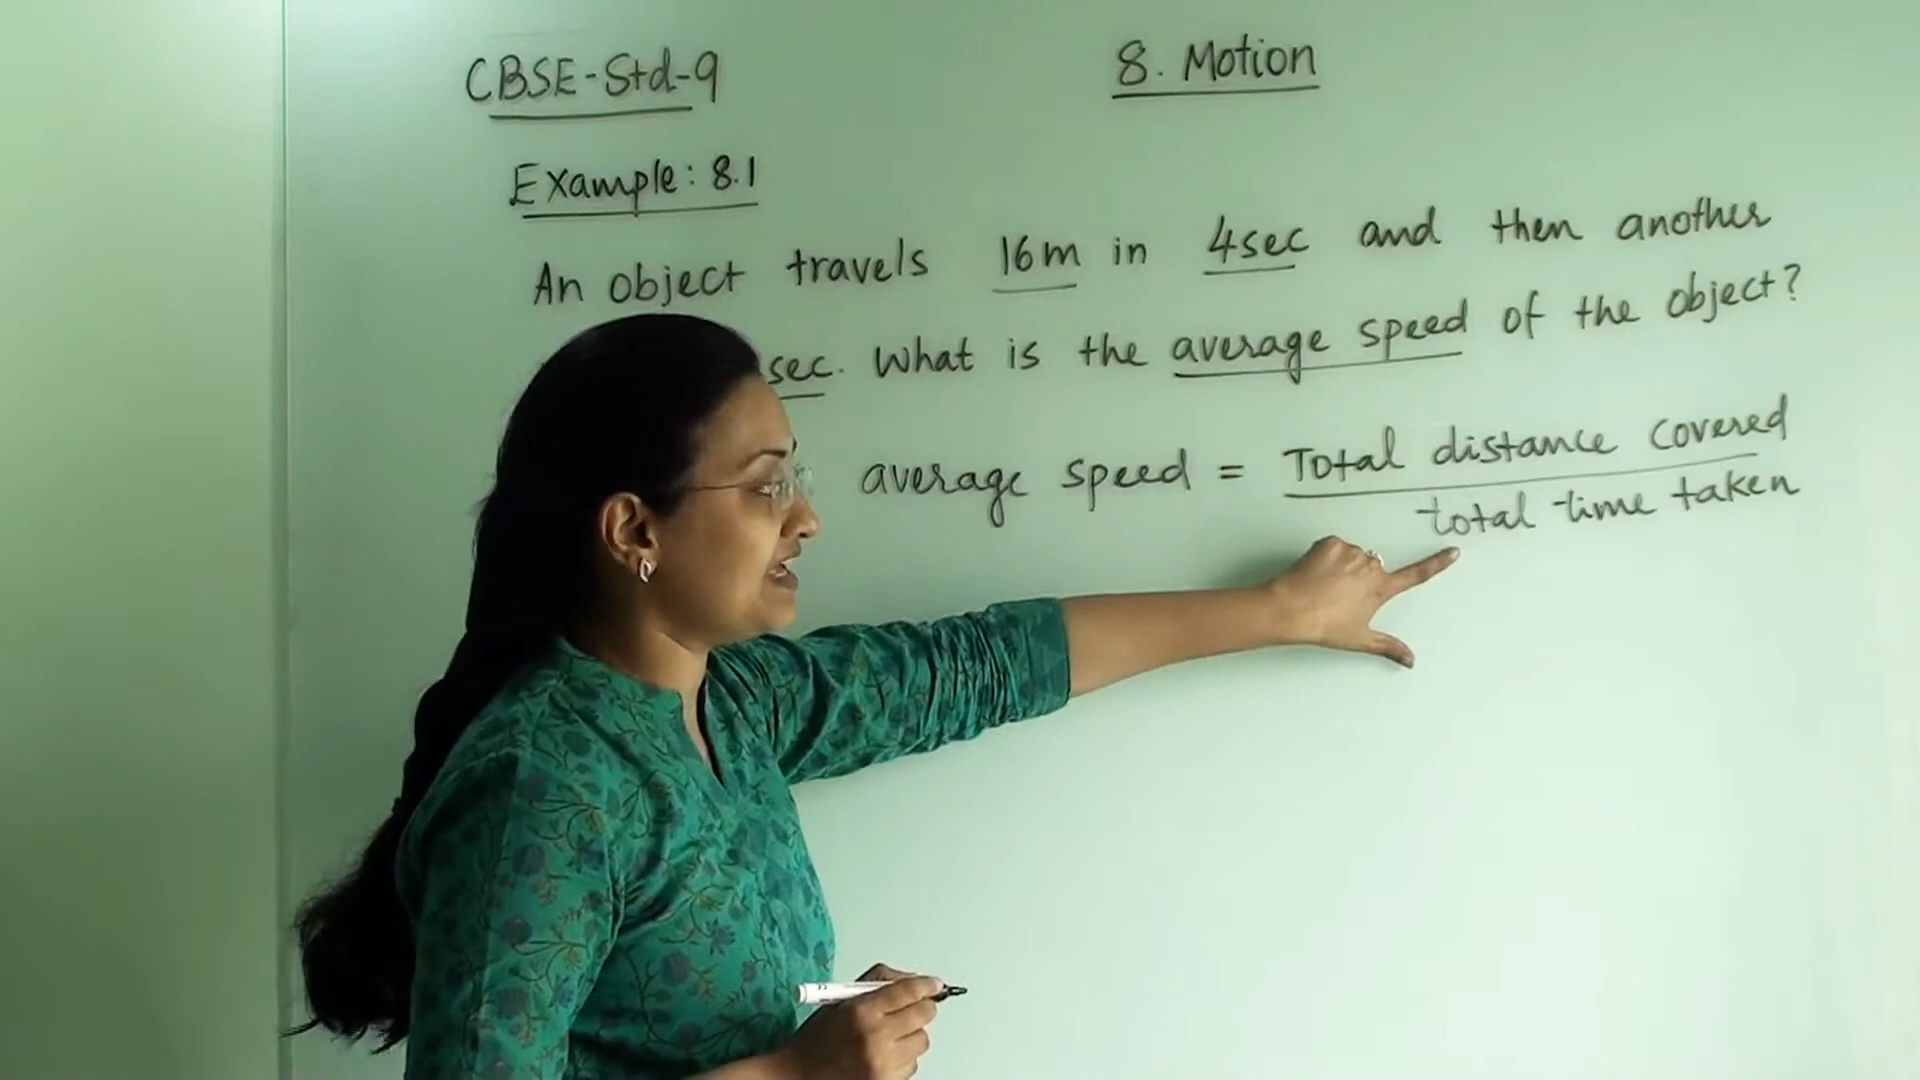 CBSE-Std-9
8. Motion
Example: 8.1
An object travels 16m in 4sec and then another
sec. What is the average speed of the object?
average speed = Total distance covered
total time taken